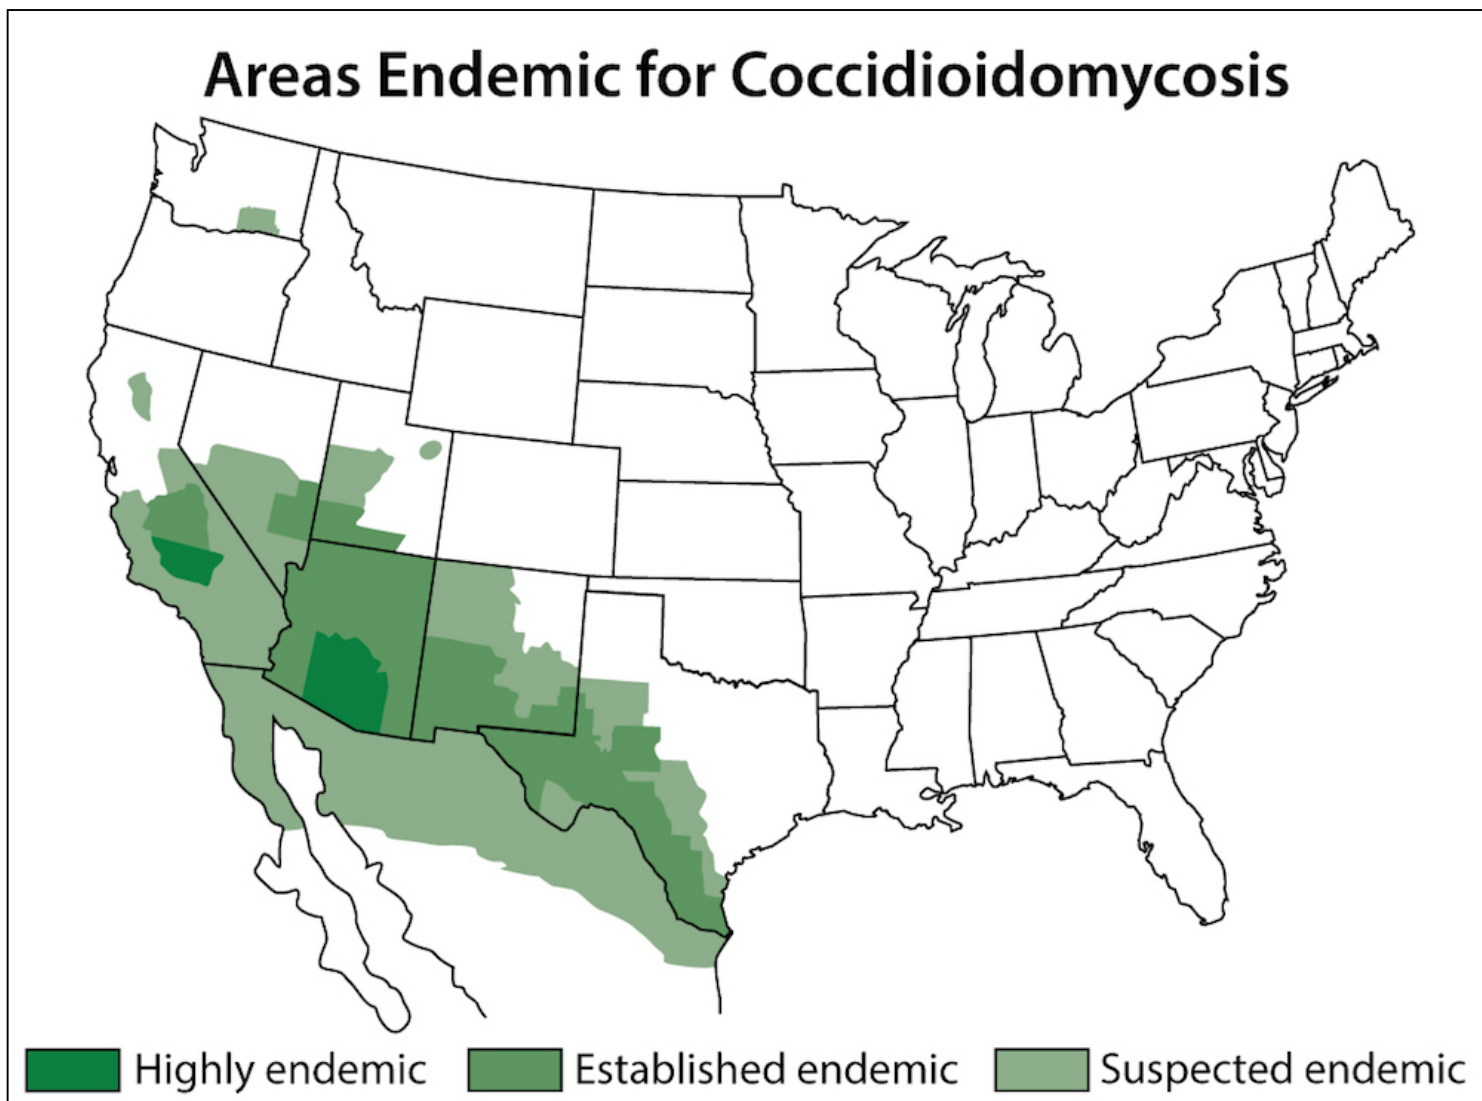 Areas Endemic for Coccidioidomycosis
Highly endemic
Established endemic
Suspected endemic